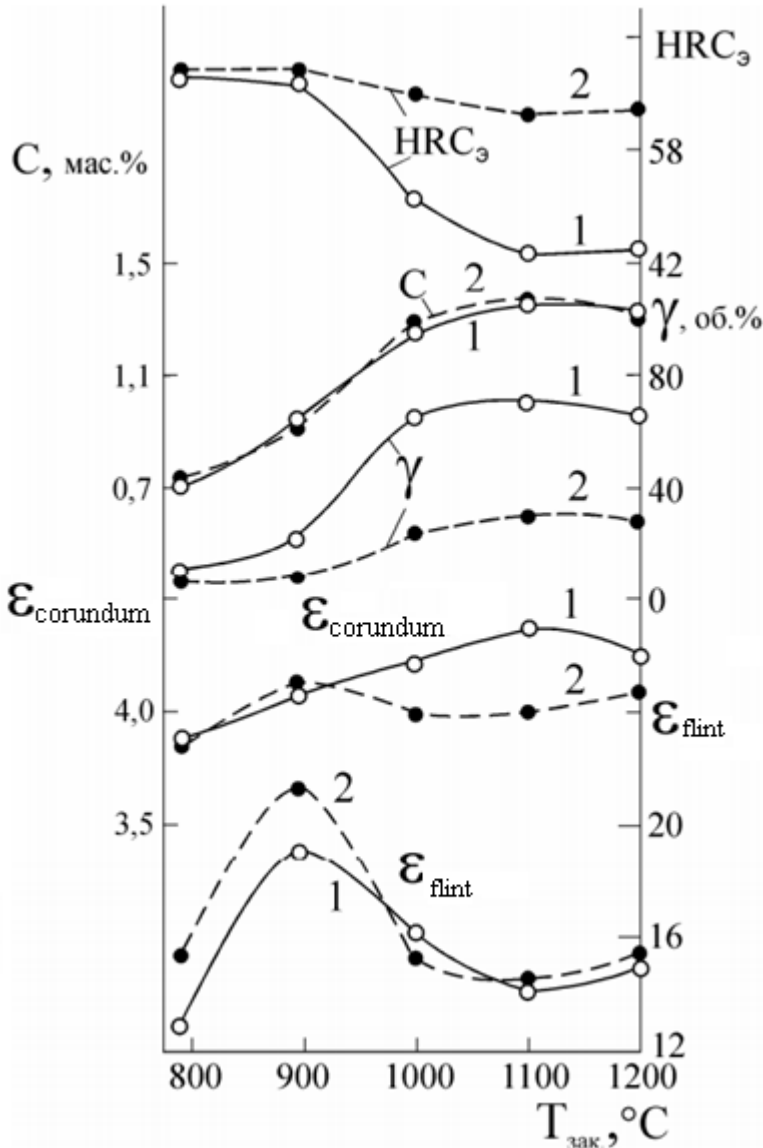 HRCэ
2
HRCэ
58
С, мас.%
1
1,5
42
2
С
γ, об.%
1
1,1
80
1
γ
0,7
40
2
εcorundum
εcorundum
0
1
2
4,0
εflint
2
3,5
20
εflint
1
16
12
800 900 1000 1100 1200
Tзак., °C